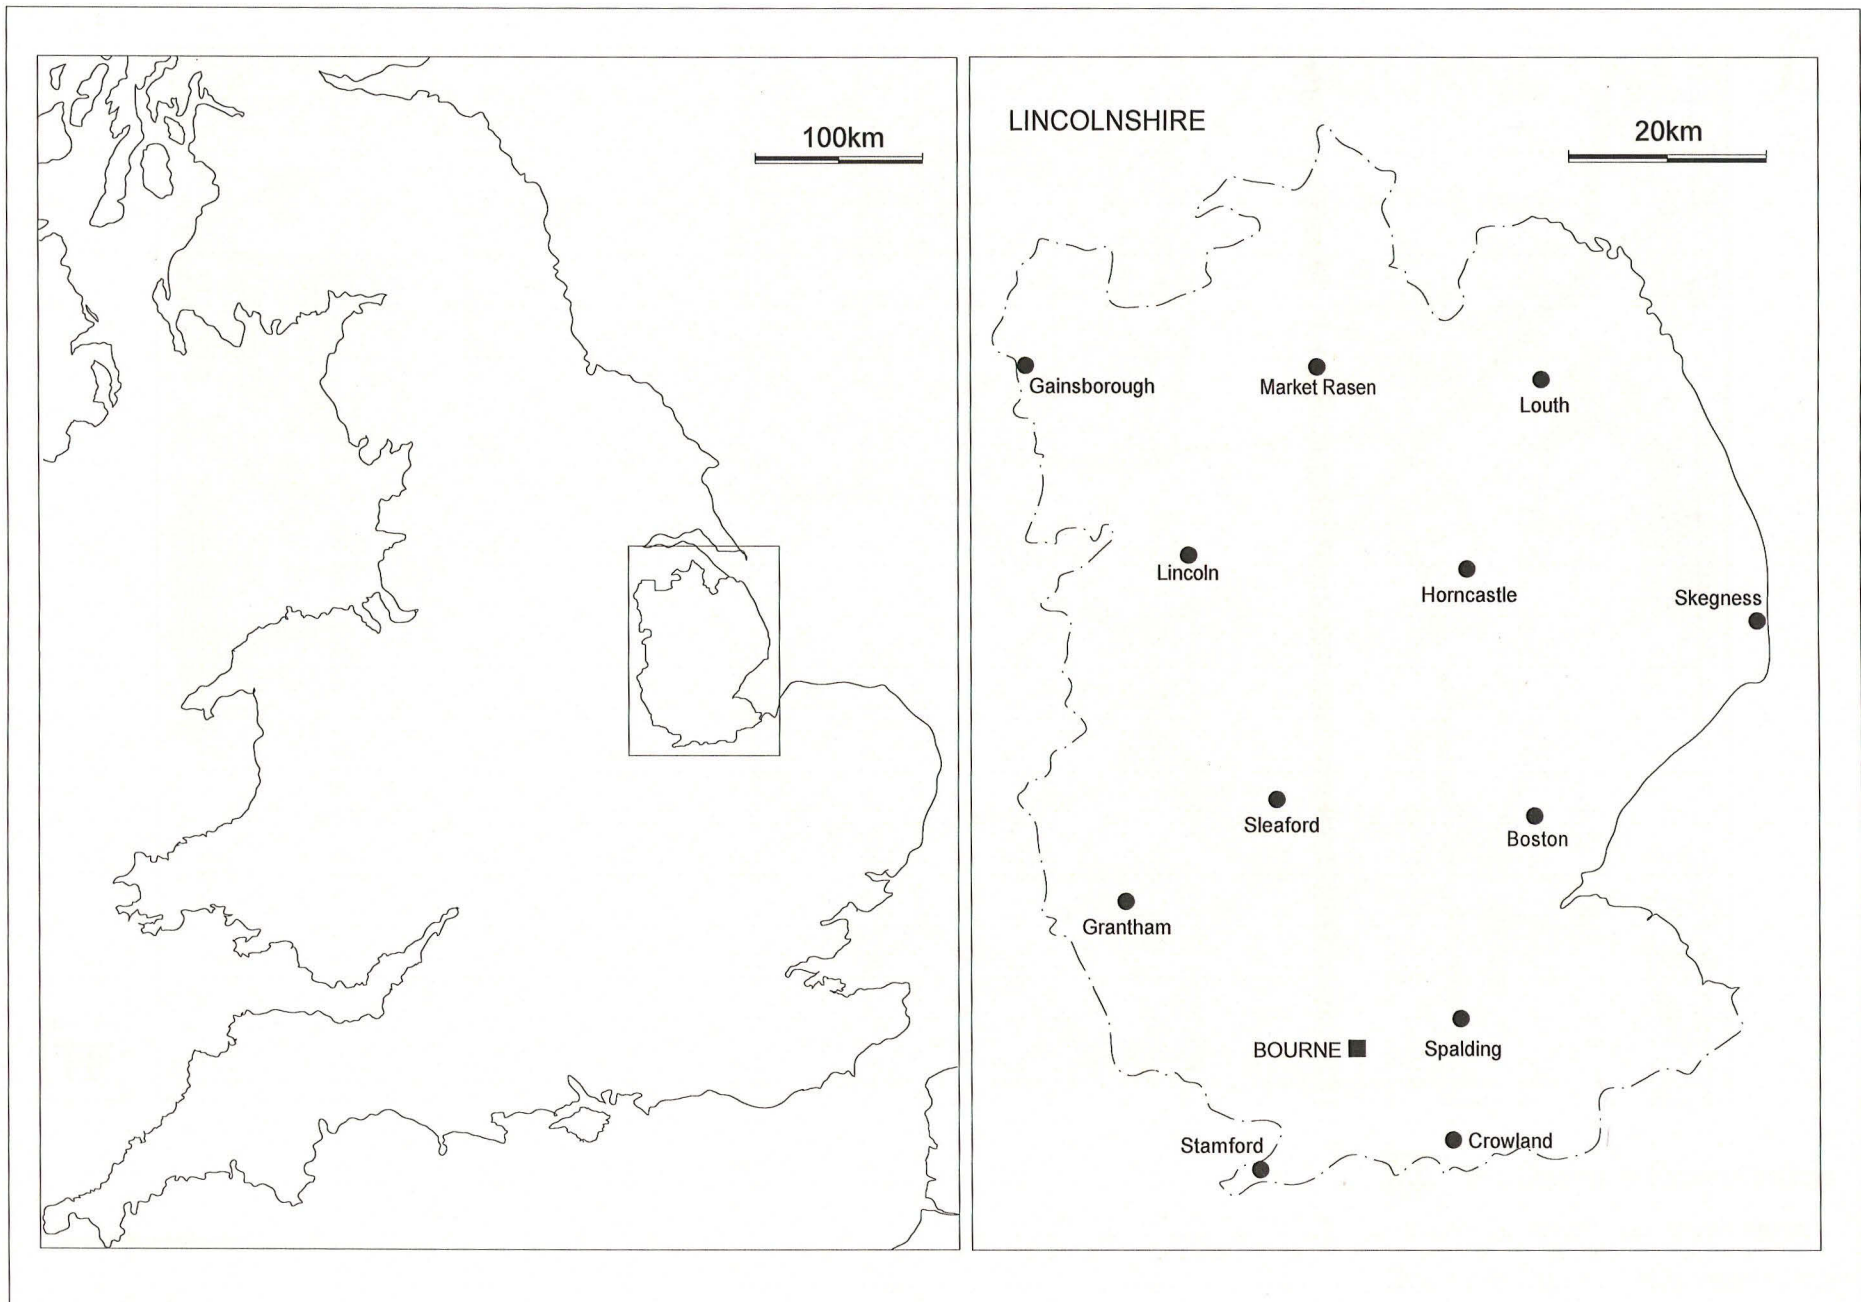 100km
LINCOLNSHIRE
20km
Gainsborough
Market Rasen
Louth
Lincoln
Horncastle
Skegness
Sleaford
Boston
Grantham
BOURNE
Spalding
Stamford
Crowland